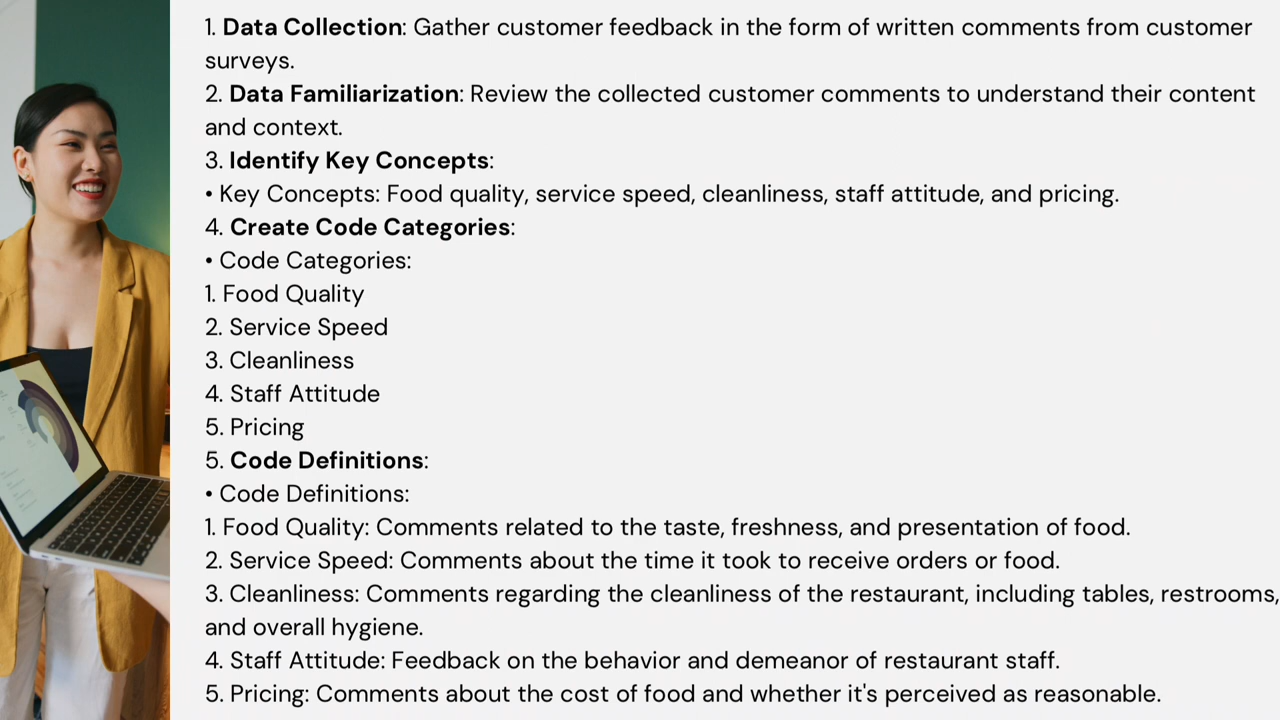 1. Data Collection: Gather customer feedback in the form of written comments from customer
surveys.
2. Data Familiarization: Review the collected customer comments to understand their content
and context.
3. Identify Key Concepts:
• Key Concepts: Food quality, service speed, cleanliness, staff attitude, and pricing.
4. Create Code Categories:
• Code Categories:
1. Food Quality
2. Service Speed
3. Cleanliness
4. Staff Attitude
5. Pricing
5. Code Definitions:
• Code Definitions:
1. Food Quality: Comments related to the taste, freshness, and presentation of food.
2. Service Speed: Comments about the time it took to receive orders or food.
3. Cleanliness: Comments regarding the cleanliness of the restaurant, including tables, restrooms,
and overall hygiene.
4. Staff Attitude: Feedback on the behavior and demeanor of restaurant staff.
5. Pricing: Comments about the cost of food and whether it's perceived as reasonable.